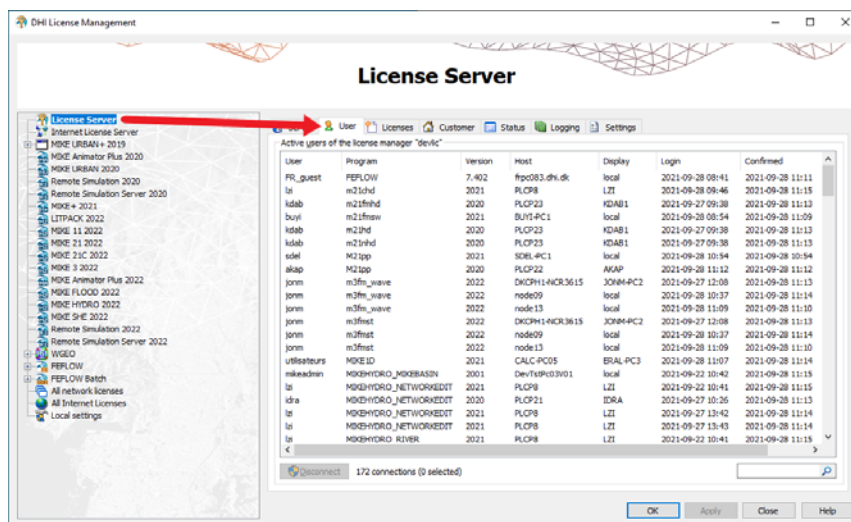 DHI License Management
License Server
License Server
Internet License Server
MIKE URBAN+ 2019
MIKE Animator Plus 2020
MIKE URBAN 2020
Remote Simulation 2020
Remote Simulation Server 2020
MIKE+ 2021
LITPACK 2022
MIKE 11 2022
MIKE 21 2022
MIKE 21C 2022
MIKE 3 2022
MIKE Animator Plus 2022
MIKE FLOOD 2022
MIKE HYDRO 2022
MIKE SHE 2022
Remote Simulation 2022
Remote Simulation Server 2022
WGEO
FEFLOW
FEFLOW Batch
All network licenses
All Internet Licenses
Local settings
User Licenses Customer Status Logging Settings
Active users of the license manager "devlic"
User Program Version Host Display Login Confirmed
FR_guest FEFLOW 7.402 frpc083.dhi.dk local 2021-09-28 08:41 2021-09-28 11:11
lzi m21chd 2021 PLCP8 LZI 2021-09-28 09:46 2021-09-28 11:15
kdab m21fmhd 2020 PLCP23 KDAB1 2021-09-27 09:38 2021-09-28 11:13
buyi m21fmsw 2021 BUYI-PC1 local 2021-09-28 08:54 2021-09-28 11:09
kdab m21hd 2020 PLCP23 KDAB1 2021-09-27 09:38 2021-09-28 11:13
kdab m21nhd 2020 PLCP23 KDAB1 2021-09-27 09:38 2021-09-28 11:13
sdel M21pp 2021 SDEL-PC1 local 2021-09-28 10:54 2021-09-28 10:54
akap M21pp 2020 PLCP22 AKAP 2021-09-28 11:12 2021-09-28 11:12
jonm m3fm_wave 2022 DKCPH1-NCR3615 JONM-PC2 2021-09-27 12:08 2021-09-28 11:13
jonm m3fm_wave 2022 node09 local 2021-09-28 10:37 2021-09-28 11:14
jonm m3fm_wave 2022 node13 local 2021-09-28 11:09 2021-09-28 11:10
jonm m3fmst 2022 DKCPH1-NCR3615 JONM-PC2 2021-09-27 12:08 2021-09-28 11:13
jonm m3fmst 2022 node09 local 2021-09-28 10:37 2021-09-28 11:14
jonm m3fmst 2022 node13 local 2021-09-28 11:09 2021-09-28 11:10
utilisateurs MIKE1D 2021 CALC-PC05 ERAL-PC3 2021-09-28 11:07 2021-09-28 11:14
mikeadmin MIKEHYDRO_MIKEBASIN 2001 DevTstPc03V01 local 2021-09-22 10:42 2021-09-28 11:15
lzi MIKEHYDRO_NETWORKEDIT 2021 PLCP8 LZI 2021-09-22 10:41 2021-09-28 11:15
idra MIKEHYDRO_NETWORKEDIT 2020 PLCP21 IDRA 2021-09-27 10:26 2021-09-28 11:13
lzi MIKEHYDRO_NETWORKEDIT 2021 PLCP8 LZI 2021-09-27 13:42 2021-09-28 11:14
lzi MIKEHYDRO_NETWORKEDIT 2021 PLCP8 LZI 2021-09-27 13:43 2021-09-28 11:14
lzi MIKEHYDRO RIVER 2021 PLCP8 LZI 2021-09-22 10:41 2021-09-28 11:15
Disconnect 172 connections (0 selected)
OK Apply Close Help